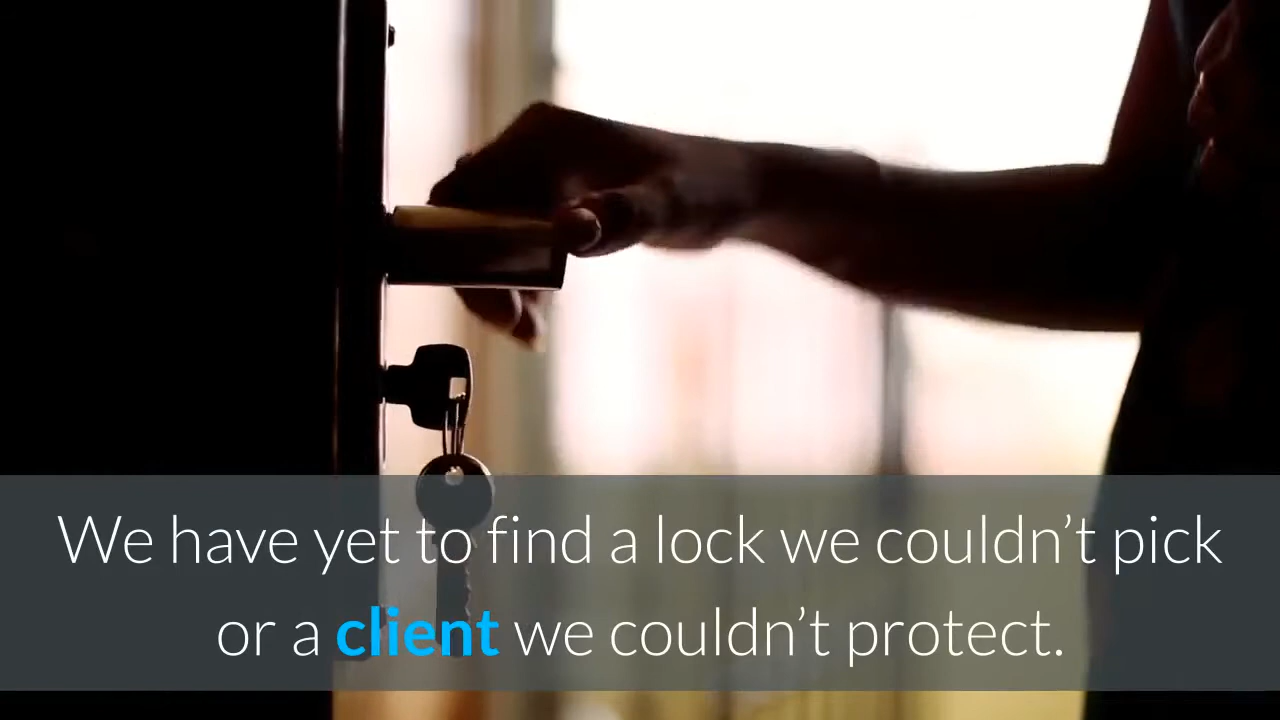 We have yet to find a lock we couldn’t pick
or a client we couldn’t protect.